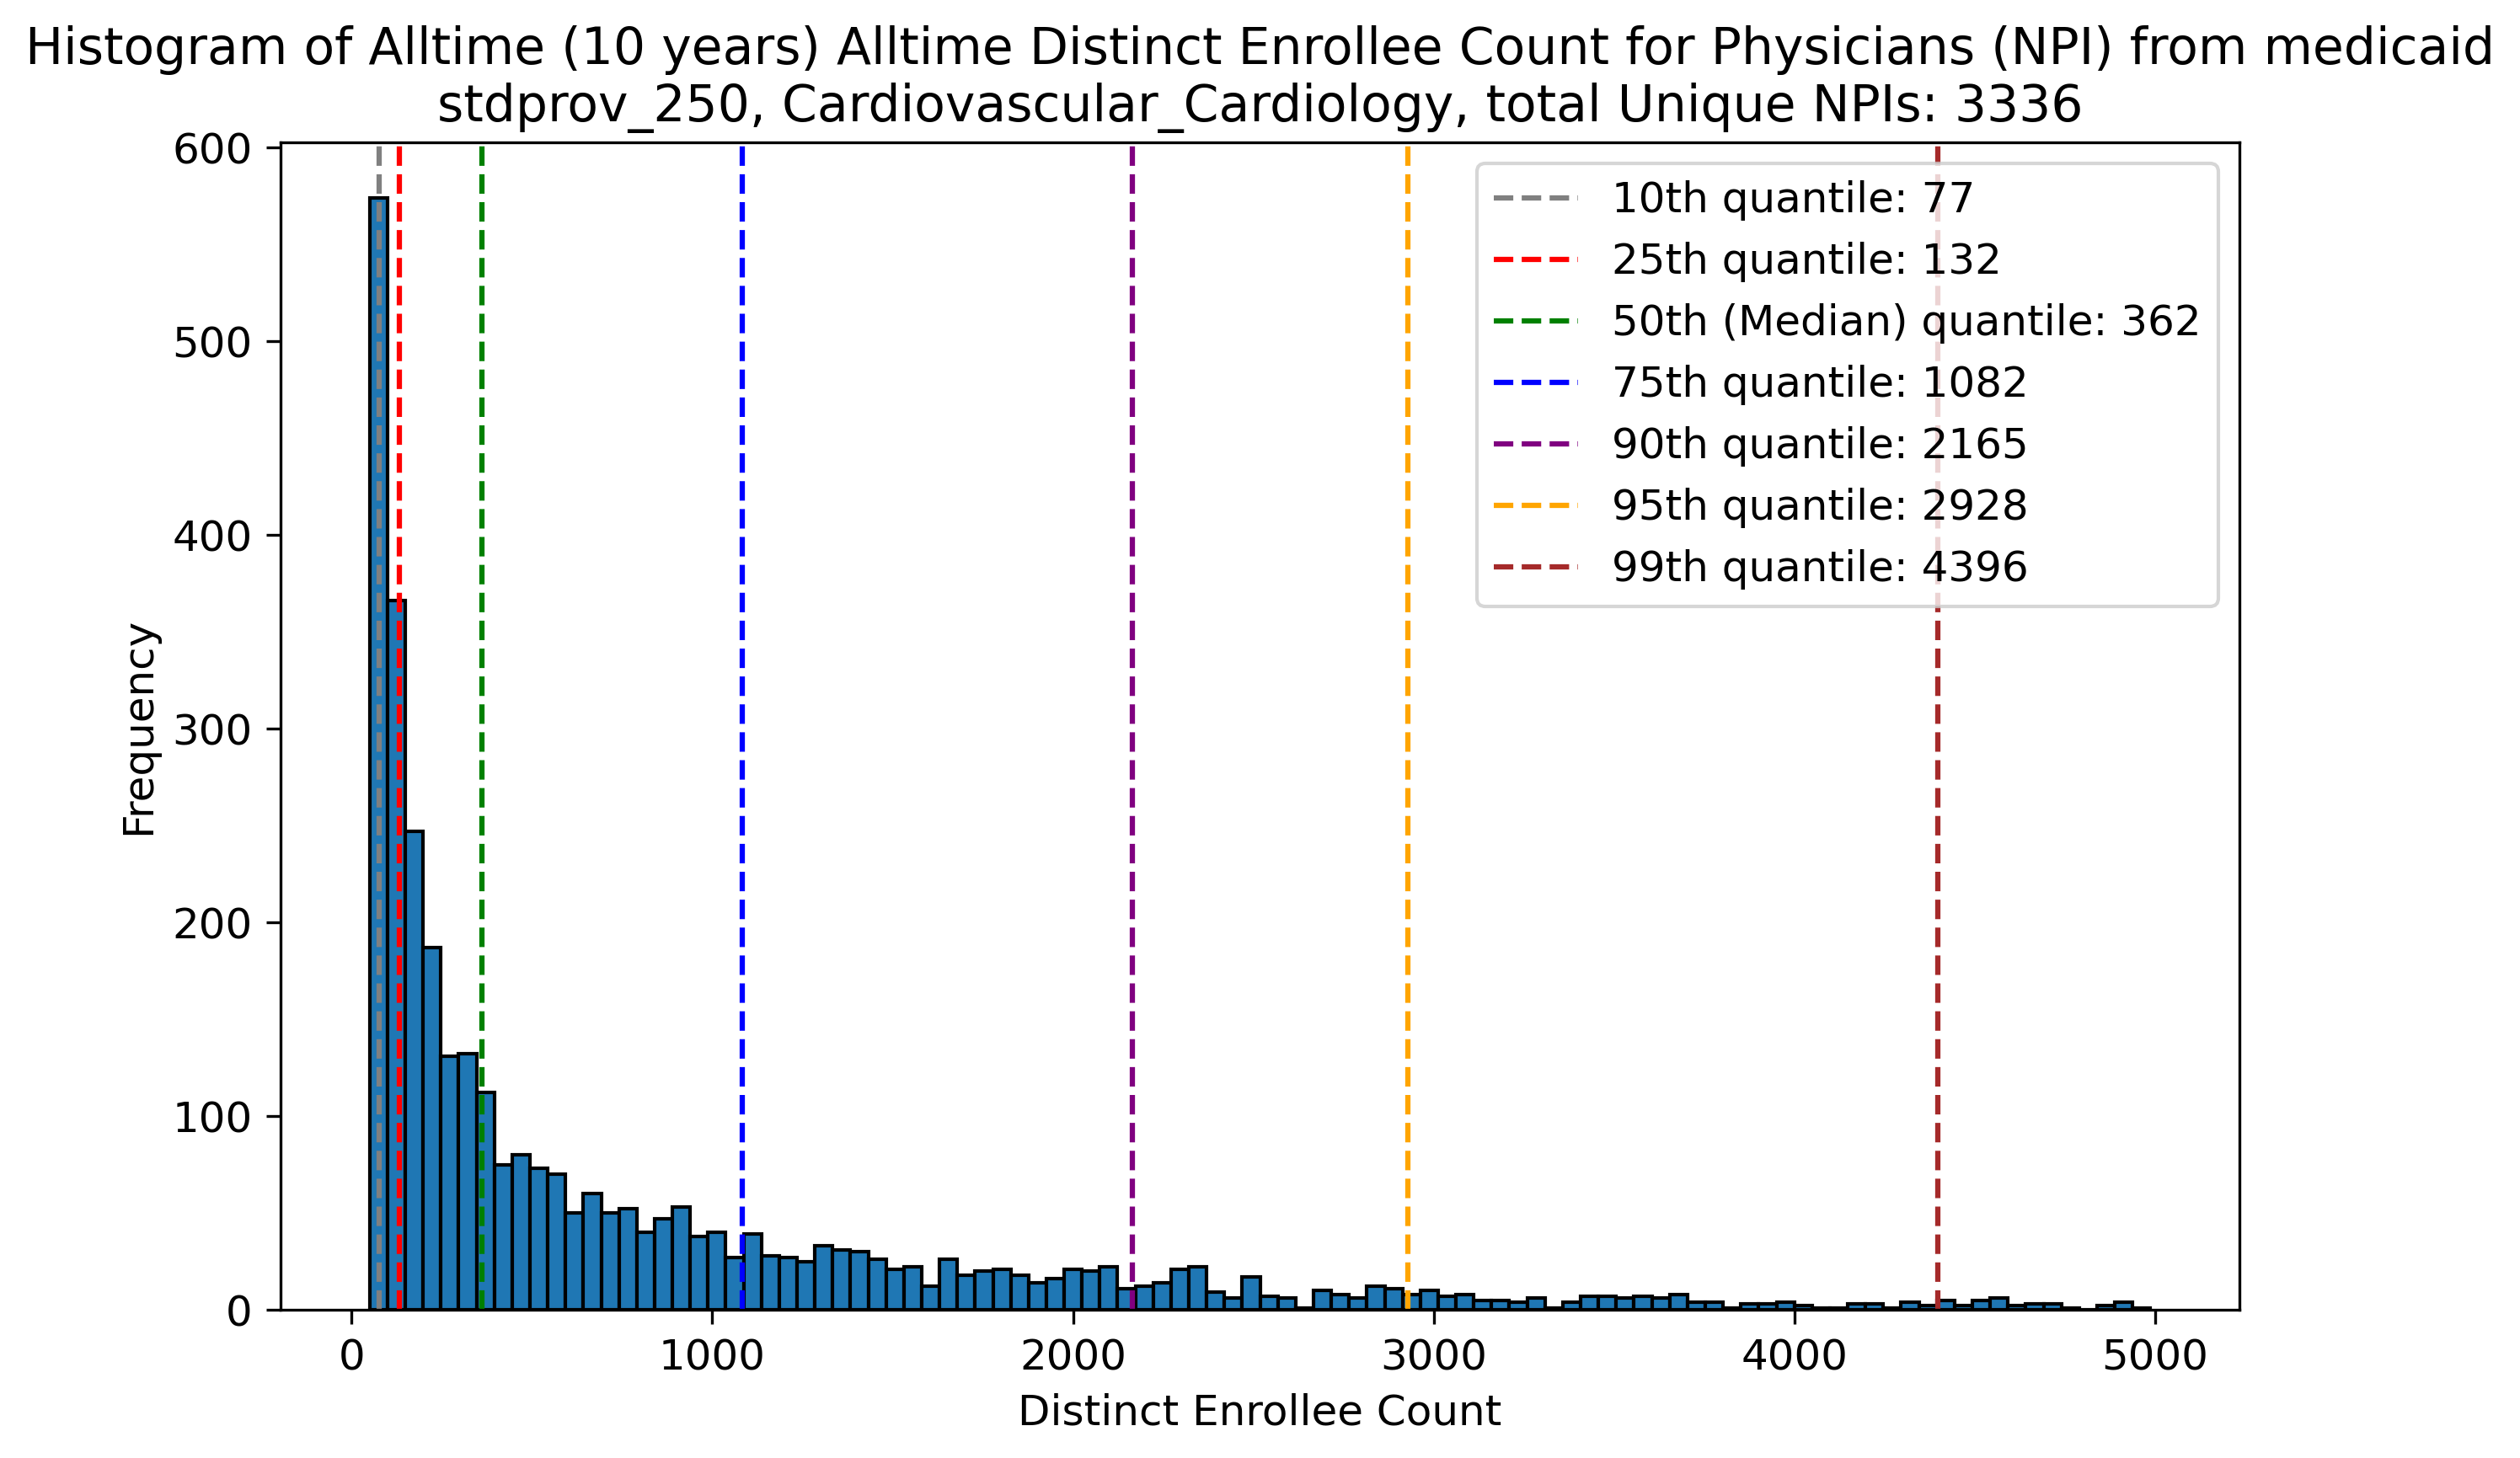 Histogram of Alltime (10 years) Alltime Distinct Enrollee Count for Physicians (NPI) from medicaid
stdprov_250, Cardiovascular_Cardiology, total Unique NPIs: 3336
600
500
400
300
200
100
0
Frequency
10th quantile: 77
25th quantile: 132
50th (Median) quantile: 362
75th quantile: 1082
90th quantile: 2165
95th quantile: 2928
99th quantile: 4396
0
1000
2000
3000
4000
5000
Distinct Enrollee Count